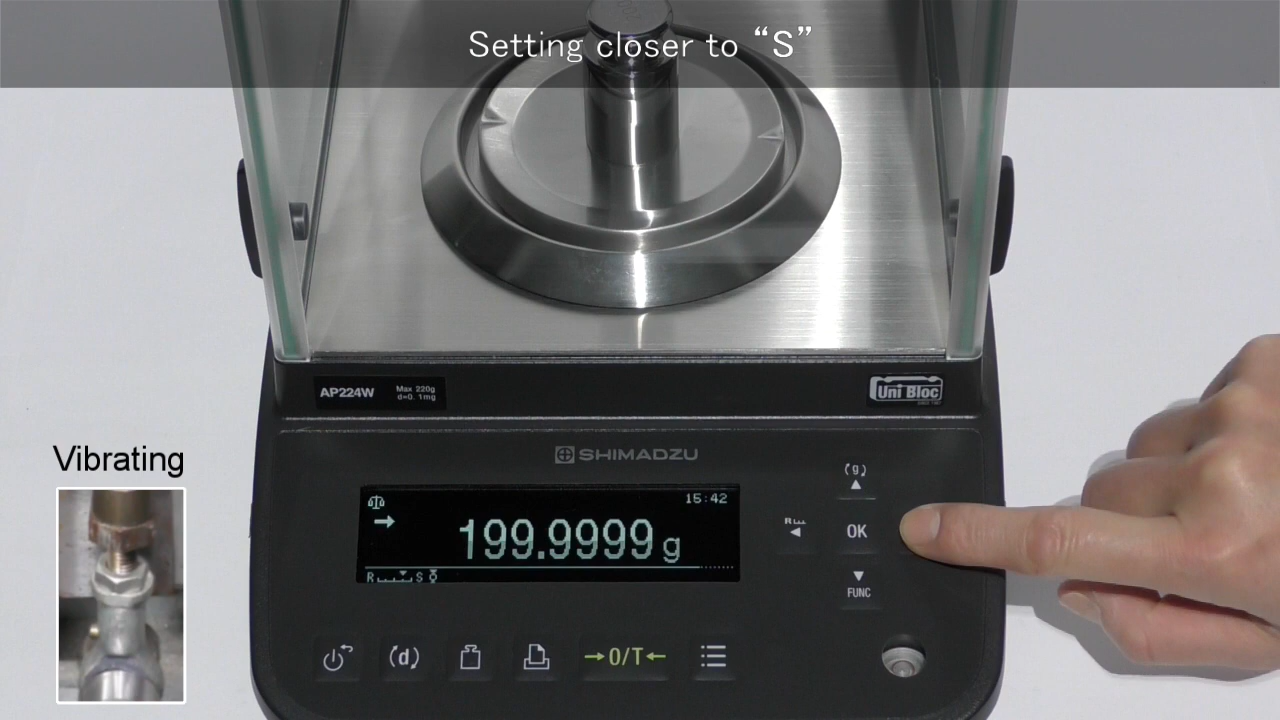 Setting closer to “S”
AP224W
Max 220g
d=0. 1mg
Uni Bloc
Vibrating
SHIMADZU
15:42
199.9999 g
R S
(g)
R
OK
FUNC
(d)
→0/T←